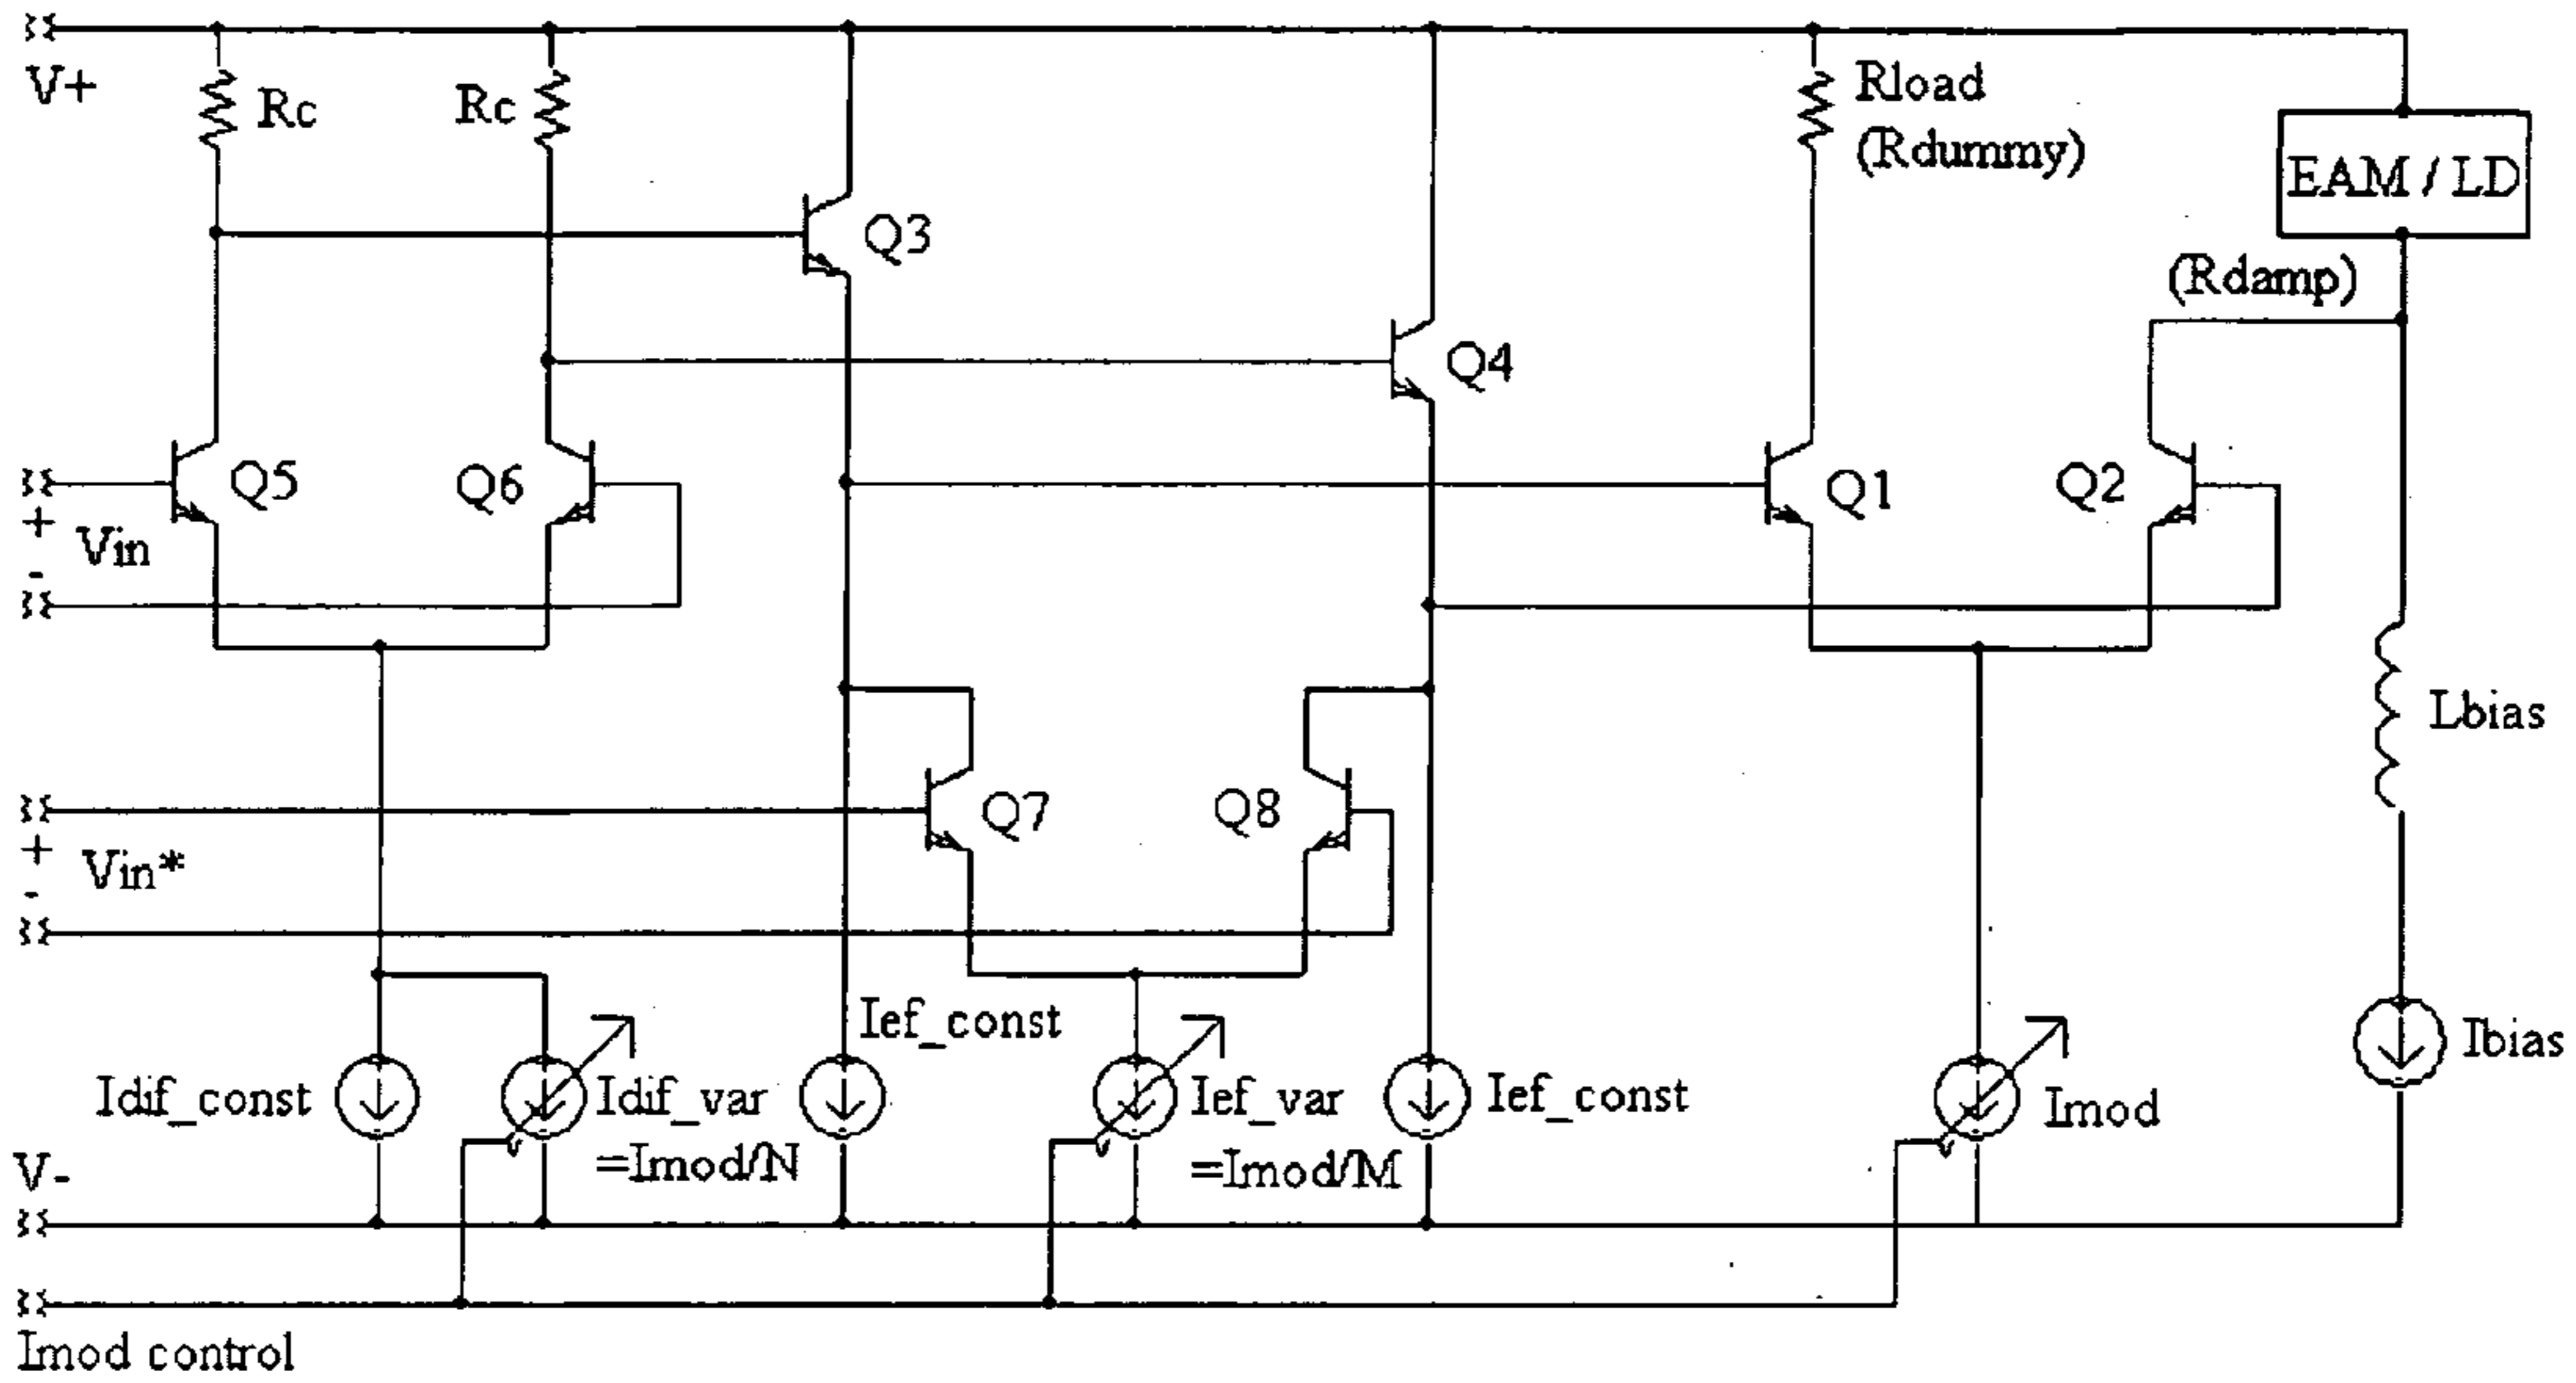 V+
Rc
Rc
Rload
(Rdummy)
EAM / LD
Q3
(Rdamp)
Q4
Q5
Q6
Q1
Q2
+
Vin
-
Lbias
Q7
Q8
+
Vin*
-
Ief_const
Ibias
Idif_const
Idif_var
=Imod/N
Ief_var
=Imod/M
Ief_const
Imod
V-
Imod control